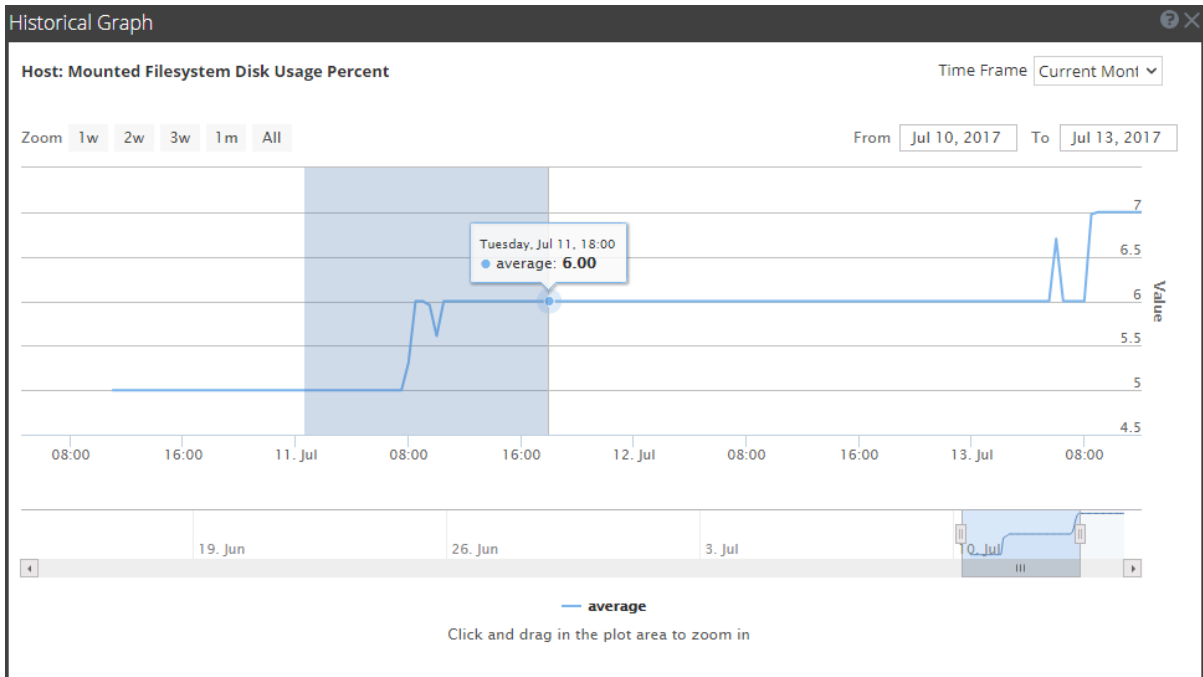 Historical Graph
Host: Mounted Filesystem Disk Usage Percent
Time Frame Current Mont
Zoom 1w 2w 3w 1m All
From Jul 10, 2017 To Jul 13, 2017
7
Tuesday, Jul 11, 18:00
average: 6.00
6.5
6
Value
5.5
5
4.5
08:00 16:00 11. Jul 08:00 16:00 12. Jul 08:00 16:00 13. Jul 08:00
19. Jun 26. Jun 3. Jul 10. Jul
average
Click and drag in the plot area to zoom in